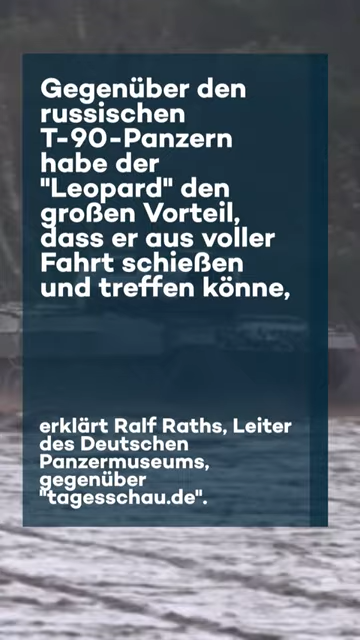 Gegenüber den
russischen
T-90-Panzern
habe der
"Leopard" den
großen Vorteil,
dass er aus voller
Fahrt schießen
und treffen könne,
erklärt Ralf Raths, Leiter
des Deutschen
Panzermuseums,
gegenüber
"tagesschau.de".